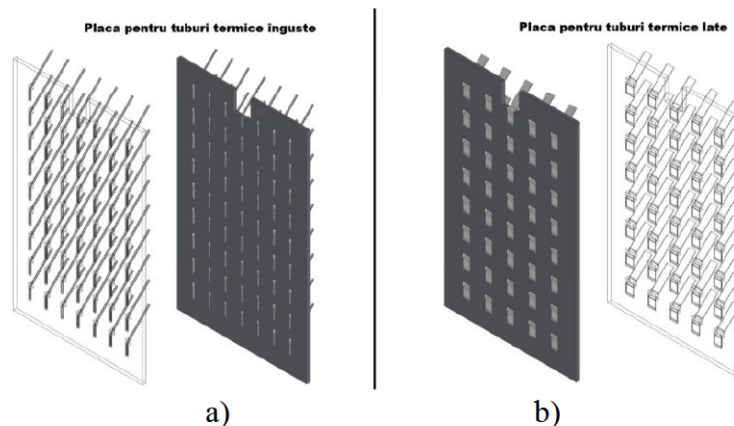 Placa pentru tuburi termice înguste
Placa pentru tuburi termice late
a)
b)